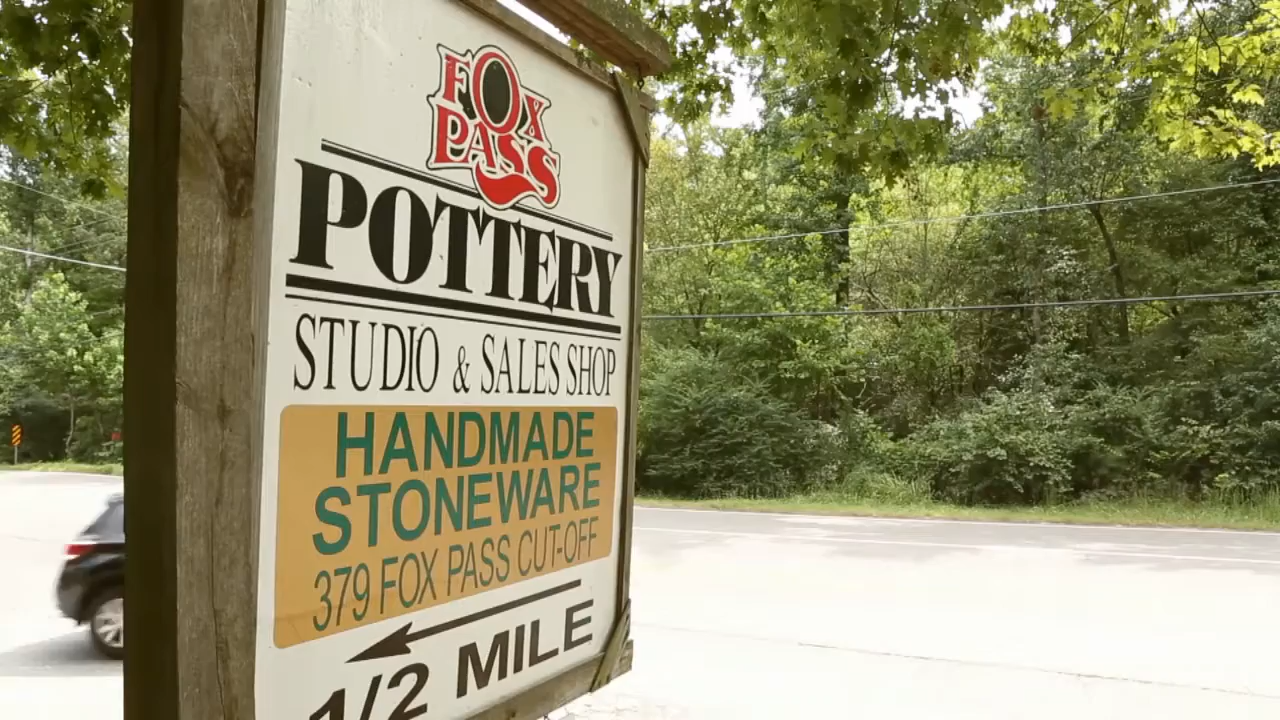 FOX
PASS
POTTERY
STUDIO & SALES SHOP
HANDMADE
STONEWARE
379 FOX PASS CUT-OFF
1/2 MILE